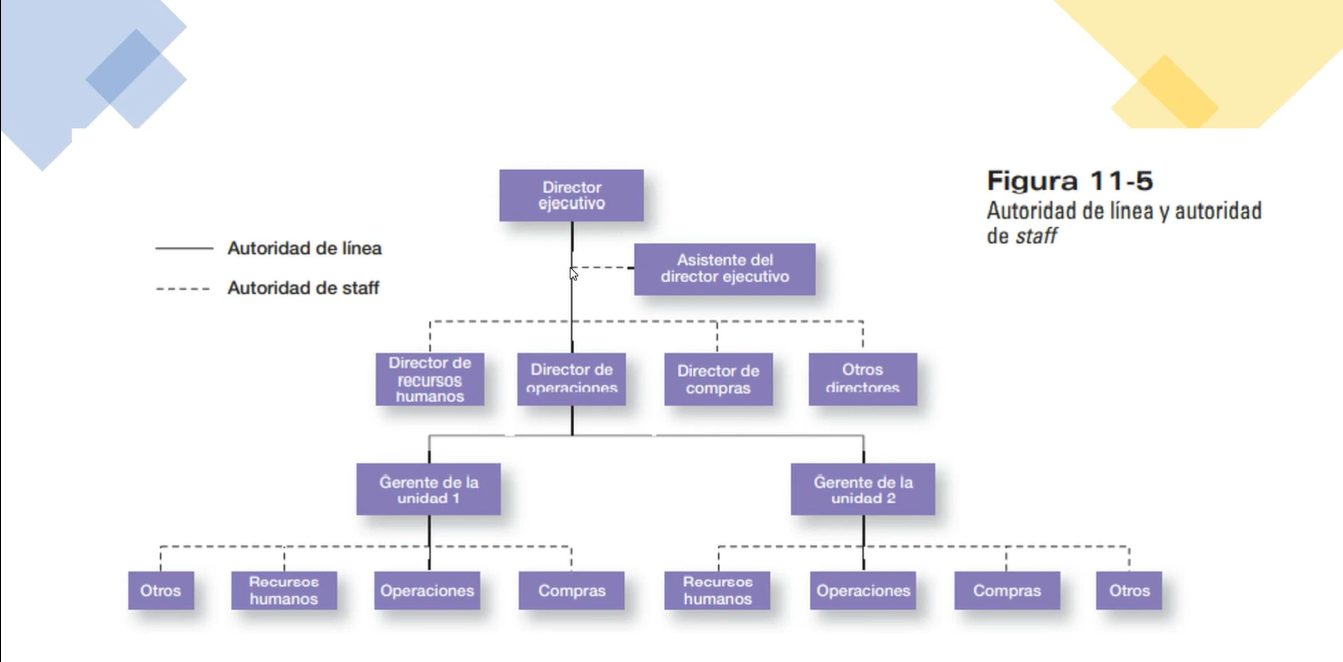 Director
ejecutivo
Figura 11-5
Autoridad de línea y autoridad
de staff
Autoridad de línea
Autoridad de staff
Asistente del
director ejecutivo
Director de
recursos
humanos
Director de
operaciones
Director de
compras
Otros
directores
Gerente de la
unidad 1
Gerente de la
unidad 2
Otros
Recursos
humanos
Operaciones
Compras
Recursos
humanos
Operaciones
Compras
Otros